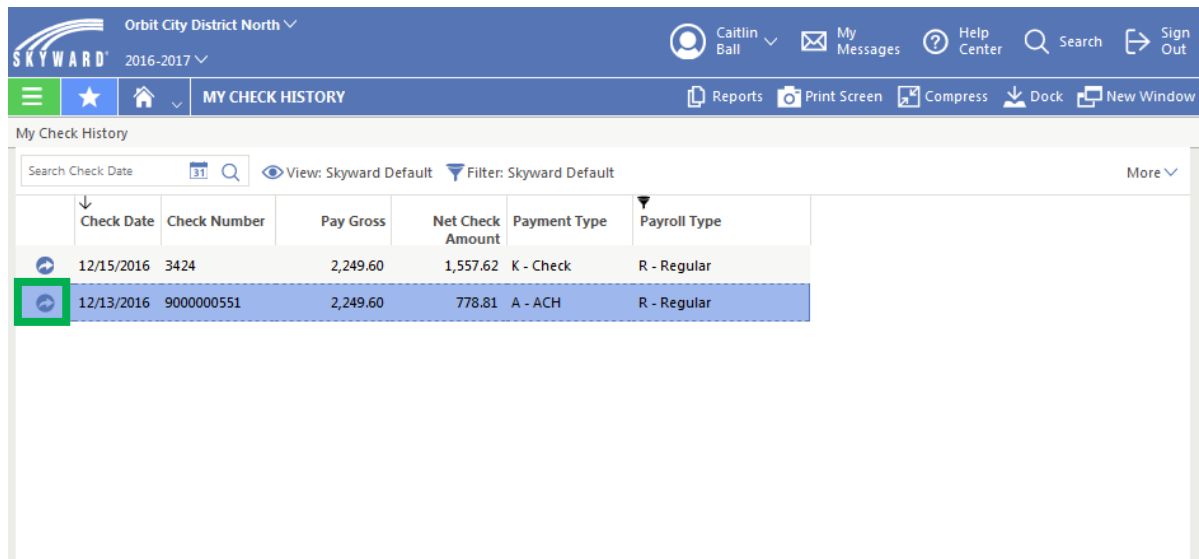 Orbit City District North
SKYWARD
2016-2017
Caitlin Ball
My Messages
Help Center
Search
Sign Out
MY CHECK HISTORY
Reports
Print Screen
Compress
Dock
New Window
My Check History
Search Check Date
31
View: Skyward Default
Filter: Skyward Default
More
Check Date Check Number Pay Gross Net Check Amount Payment Type Payroll Type
12/15/2016 3424 2,249.60 1,557.62 K - Check R - Regular
12/13/2016 9000000551 2,249.60 778.81 A - ACH R - Regular